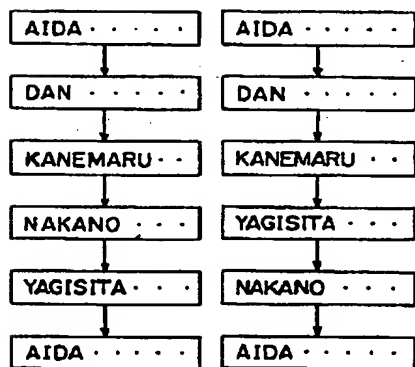 AIDA · · · · ·
DAN · · · · ·
KANEMARU · ·
NAKANO · · ·
YAGISITA · · ·
AIDA · · · · ·
AIDA · · · · ·
DAN · · · · ·
KANEMARU · ·
YAGISITA · · ·
NAKANO · · ·
AIDA · · · · ·